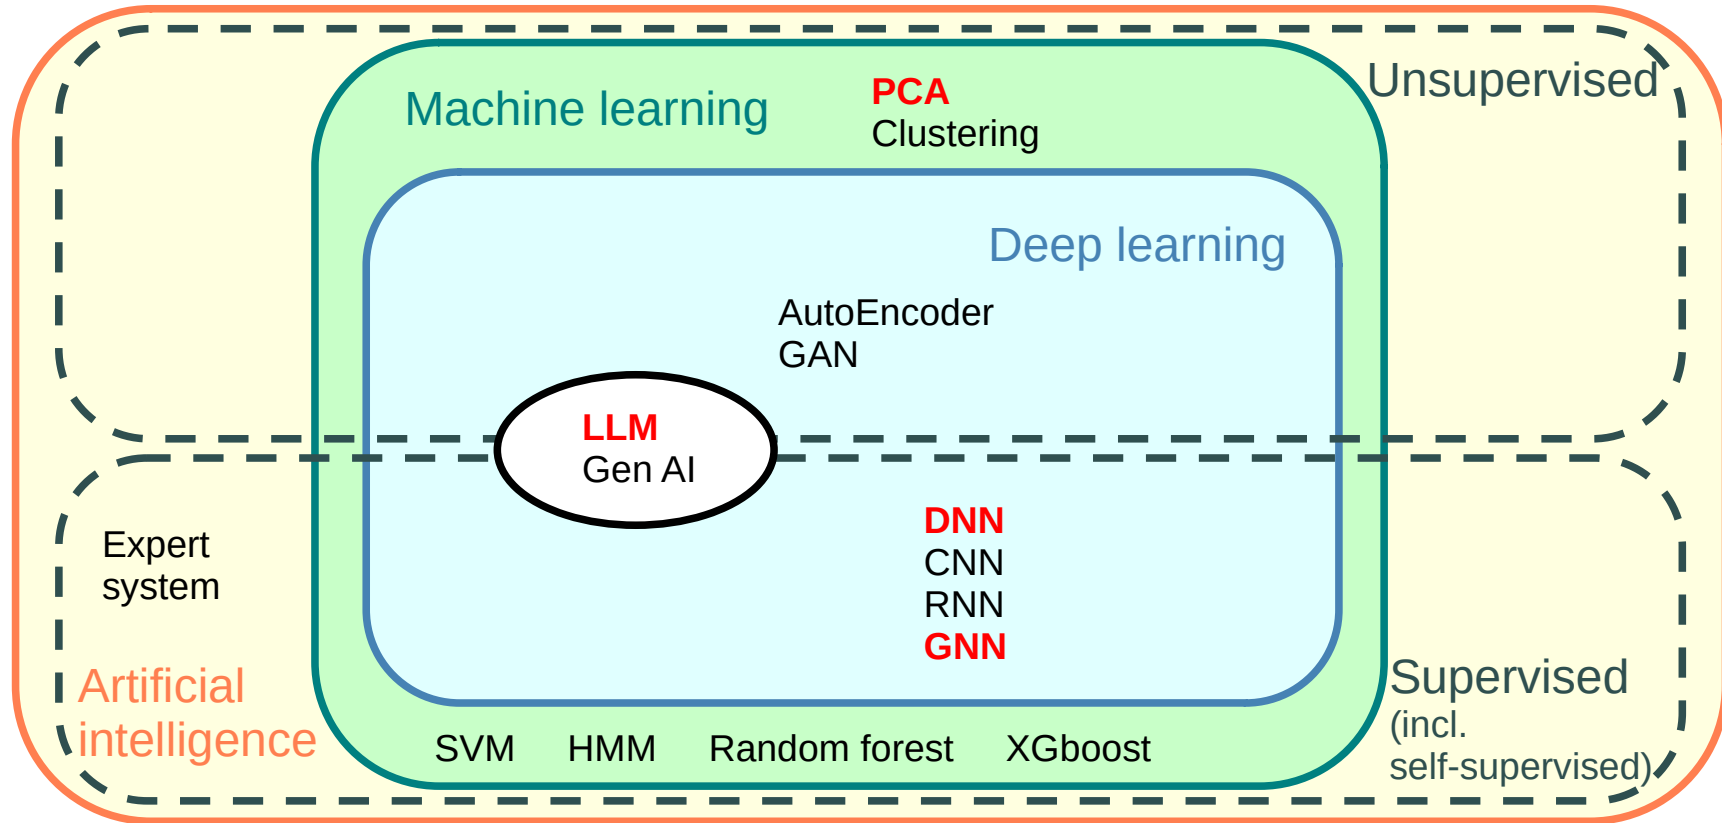 Unsupervised
Machine learning
PCA
Clustering
Deep learning
AutoEncoder
GAN
LLM
Gen AI
DNN
CNN
RNN
GNN
Expert
system
Artificial
intelligence
Supervised
(incl.
self-supervised)
SVM HMM Random forest XGboost